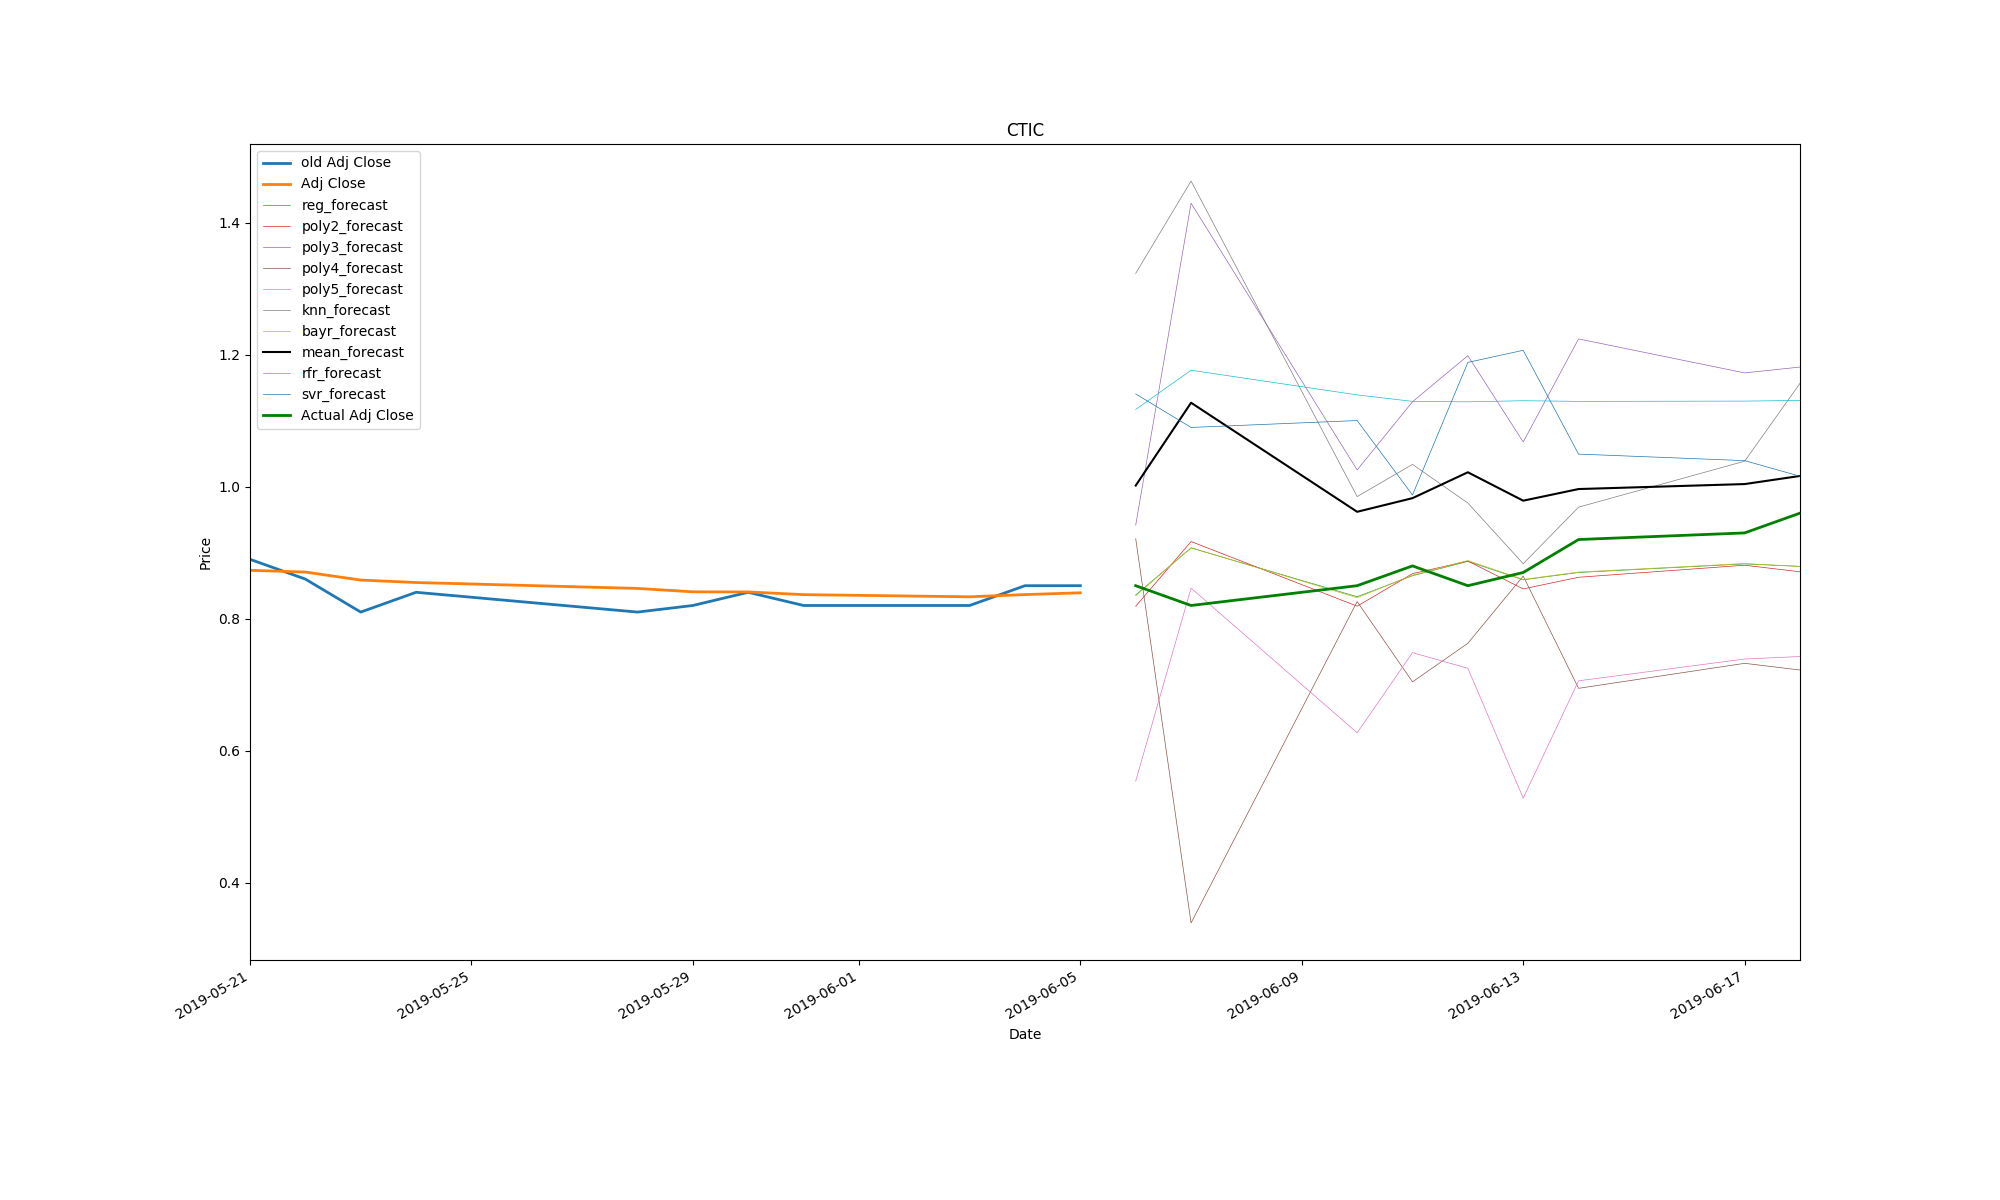 CTIC
old Adj Close
Adj Close
reg_forecast
poly2_forecast
poly3_forecast
poly4_forecast
poly5_forecast
knn_forecast
bayr_forecast
mean_forecast
rfr_forecast
svr_forecast
Actual Adj Close
1.4
1.2
1.0
0.8
0.6
0.4
Price
2019-05-21
2019-05-25
2019-05-29
2019-06-01
2019-06-05
2019-06-09
2019-06-13
2019-06-17
Date